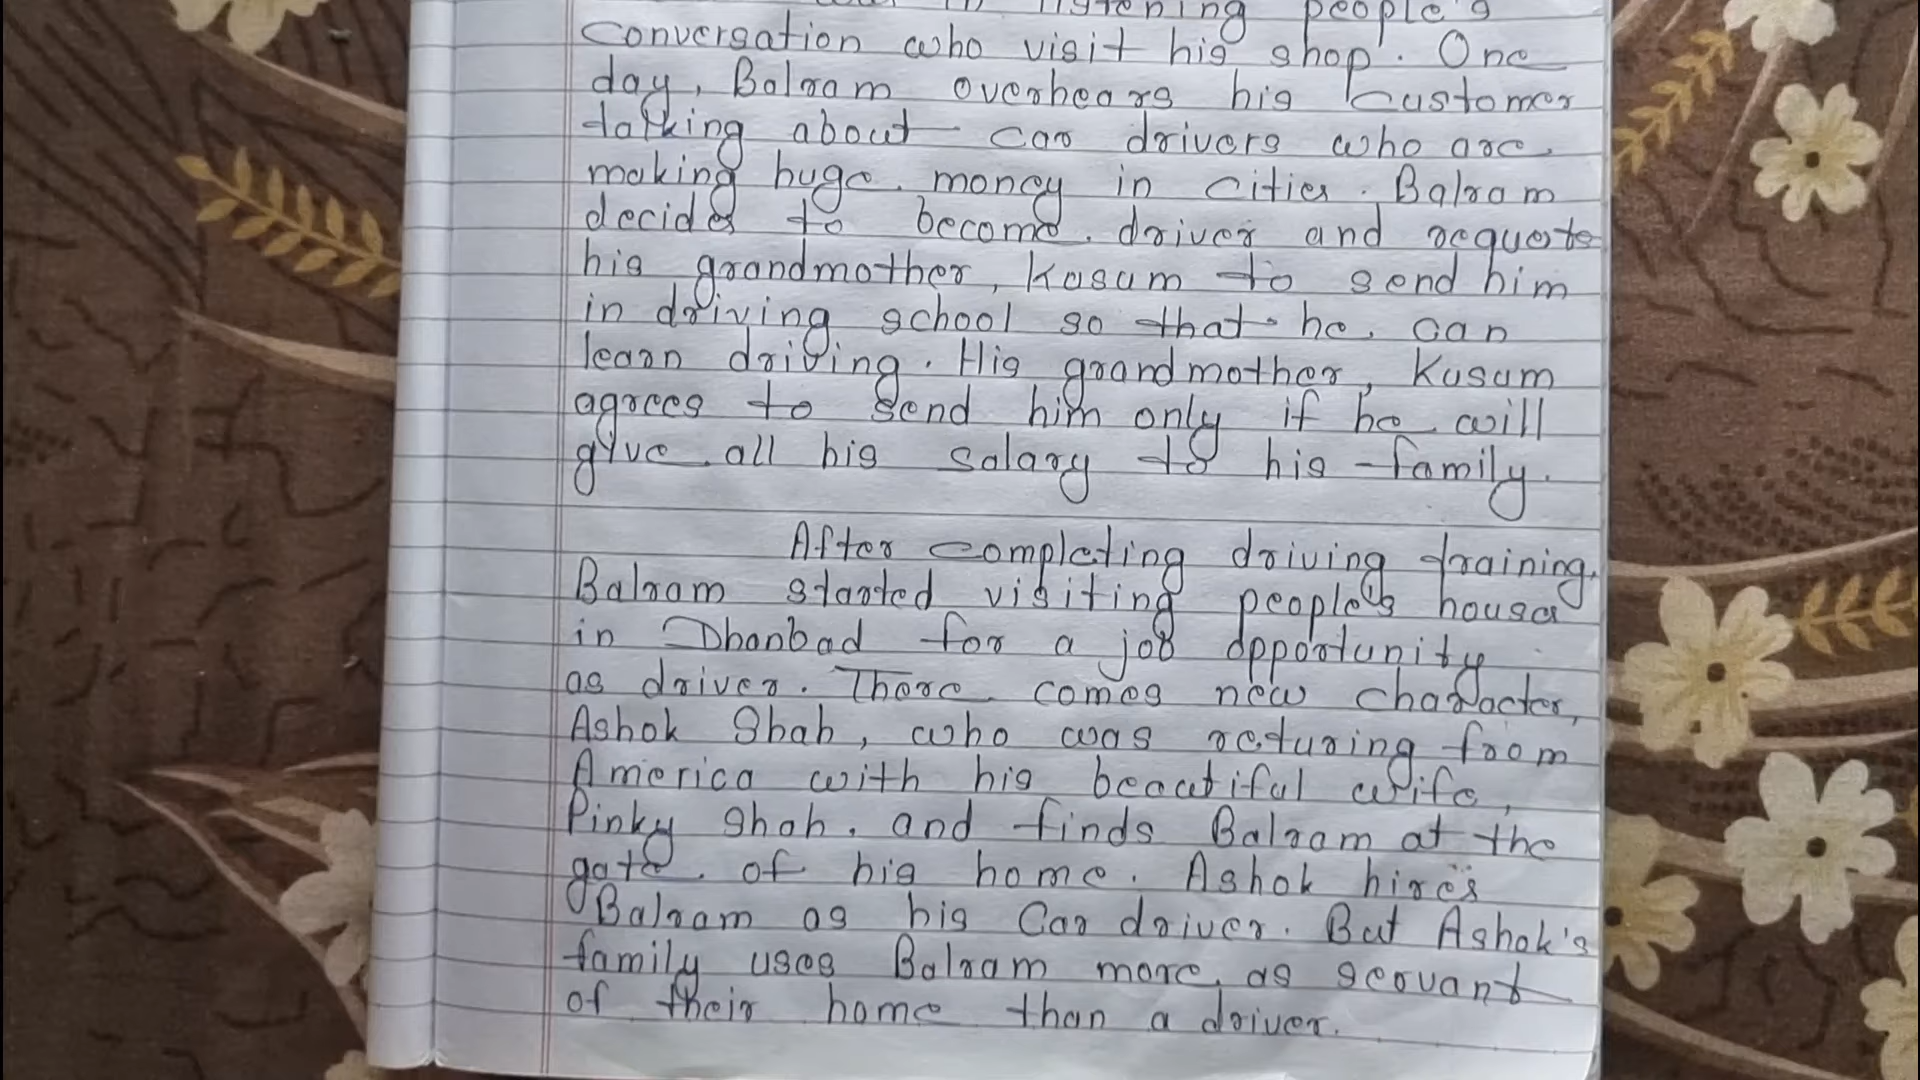 in listening people's
conversation who visit his shop. One
day, Balram overhears his customer
talking about car drivers who are
making huge money in cities. Balram
decides to become driver and requests
his grandmother, Kusum to send him
in driving school so that he can
learn driving. His grandmother, Kusum
agrees to send him only if he will
give all his salary to his family.
After completing driving training,
Balram started visiting people's houses
in Dhanbad for a job opportunity
as driver. There comes new character,
Ashok Shah, who was returing from
America with his beautiful wife,
Pinky Shah. and finds Balram at the
gate of his home. Ashok hires
Balram as his Car driver. But Ashok's
family uses Balram more as servant
of their home than a driver.